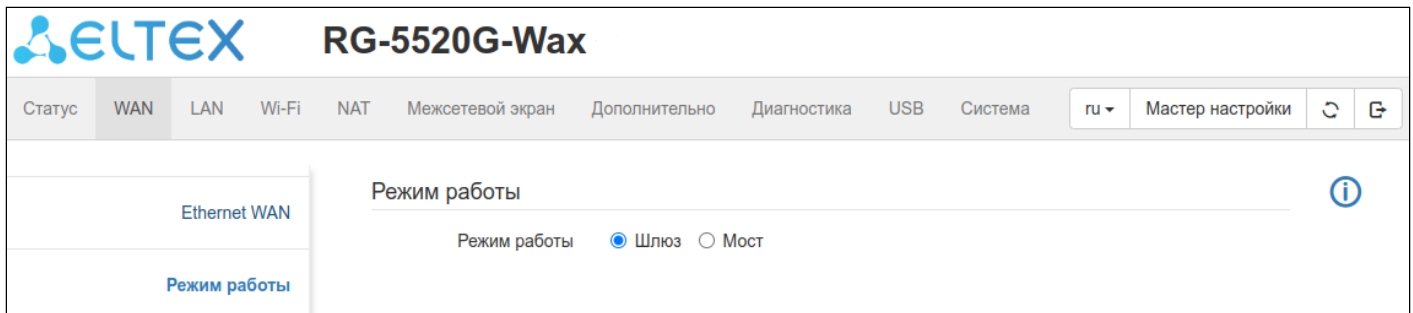 ELTEX RG-5520G-Wax
Статус WAN LAN Wi-Fi NAT Межсетевой экран Дополнительно Диагностика USB Система ru Мастер настройки
Ethernet WAN
Режим работы
Режим работы
Режим работы Шлюз Мост